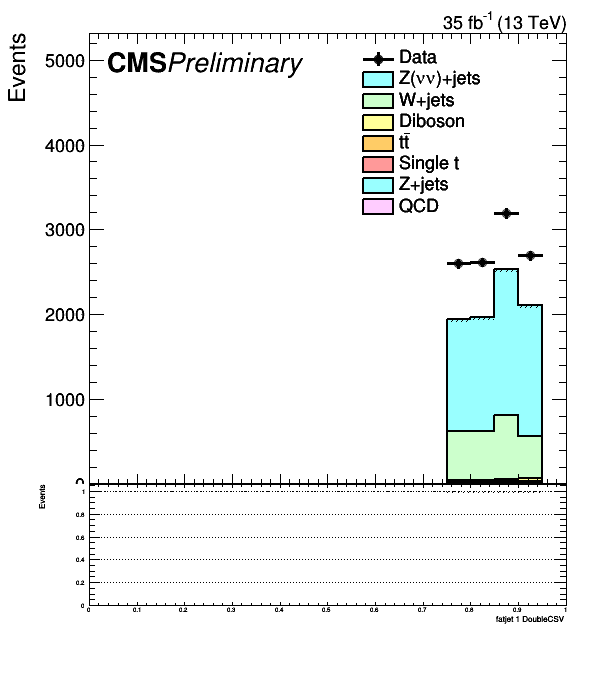 35 fb⁻¹ (13 TeV)
CMS Preliminary
Events
5000
4000
3000
2000
1000
0
Data
Z(νν)+jets
W+jets
Diboson
tt̄
Single t
Z+jets
QCD
Events
1
0.8
0.6
0.4
0.2
0
0 0.1 0.2 0.3 0.4 0.5 0.6 0.7 0.8 0.9 1
fatjet 1 DoubleCSV